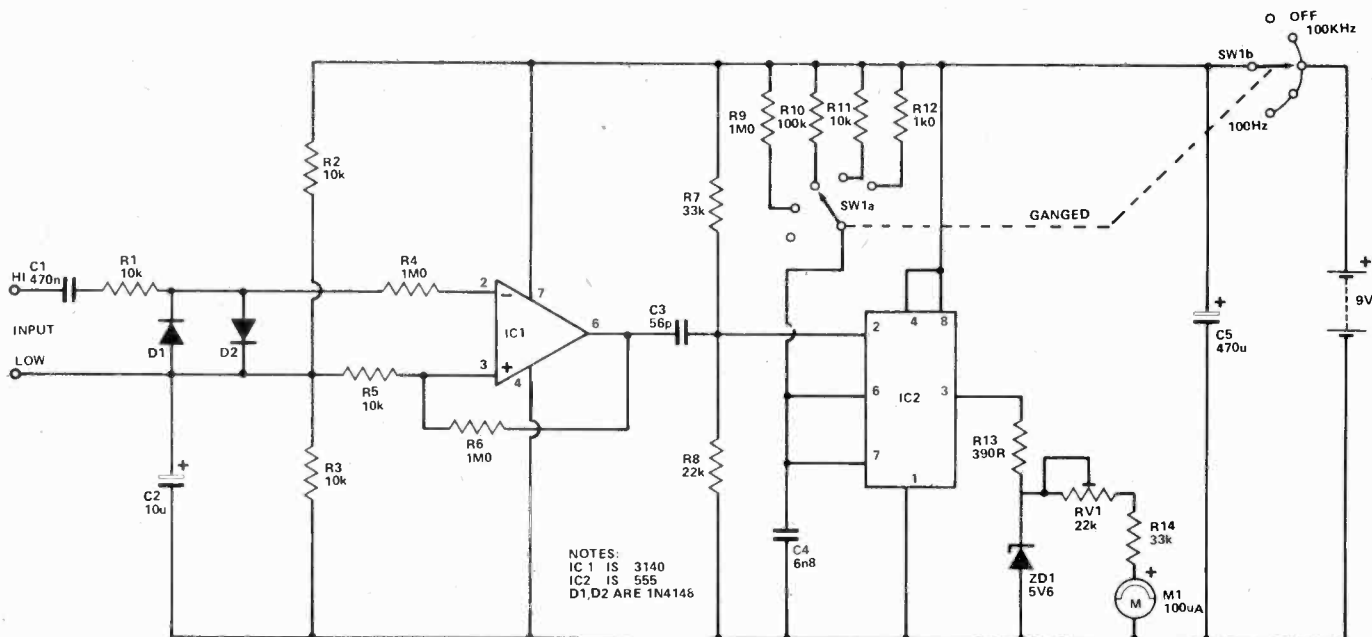 OFF
100KHz
SW1b
100Hz
R9
1M0
R10
100k
R11
10k
R12
1k0
R2
10k
R7
33k
SW1a
GANGED
HI
C1
470n
R1
10k
R4
1M0
2
7
IC1
6
3
4
C3
56p
INPUT
D1
D2
LOW
R5
10k
R6
1M0
2
4
8
6
IC2
3
7
1
C5
470u
+
+
9V
R13
390R
R3
10k
R8
22k
+
C2
10u
RV1
22k
R14
33k
C4
6n8
ZD1
5V6
+
M
M1
100uA
NOTES:
IC 1 IS 3140
IC2 IS 555
D1,D2 ARE 1N4148